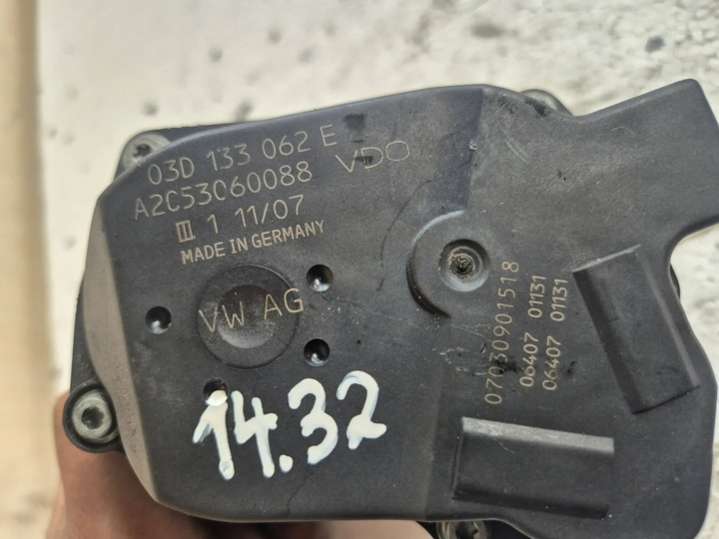 03D 133 062 E
A2C53060088 VDO
III 1 11/07
MADE IN GERMANY
VW AG
14.32
07030901518
06407 01131
06407 01131